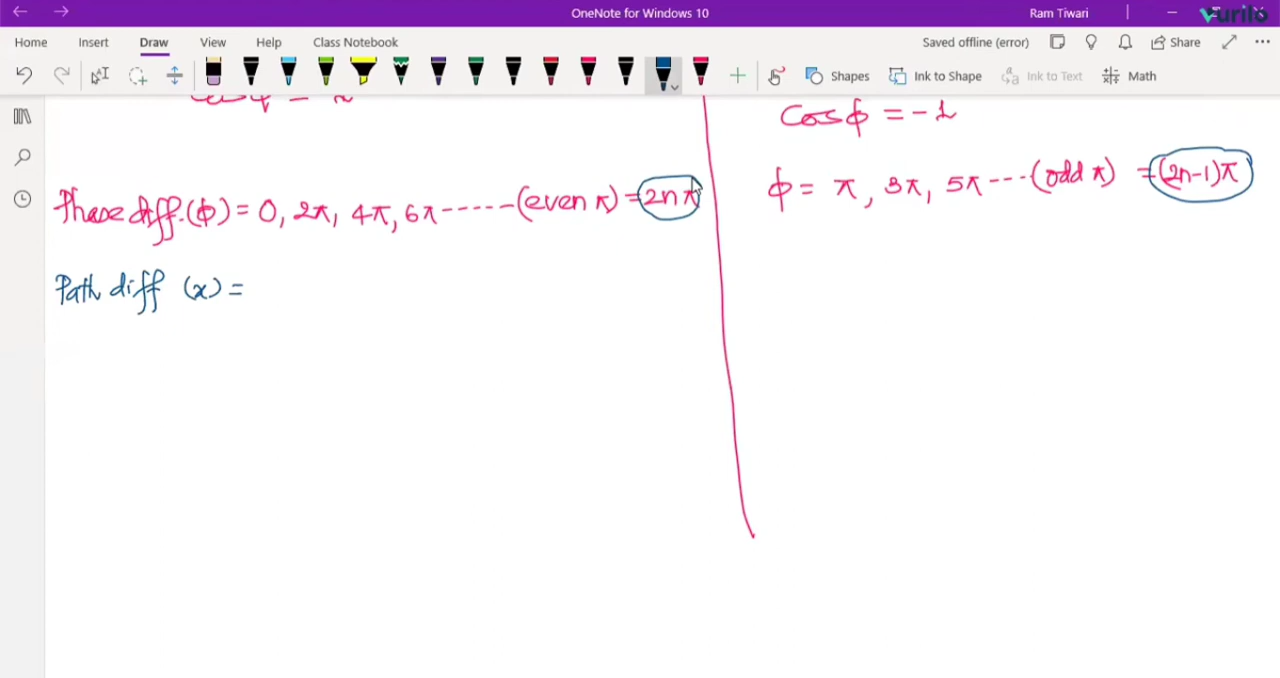 OneNote for Windows 10
Ram Tiwari
vurilo
Home Insert Draw View Help Class Notebook
Saved offline (error) Share
Shapes Ink to Shape Ink to Text Math
Cosϕ = -1
Phase diff.(ϕ) = 0, 2π, 4π, 6π ----- (even π) = 2nπ
ϕ = π, 3π, 5π --- (odd π) = (2n-1)π
Path diff (x) =